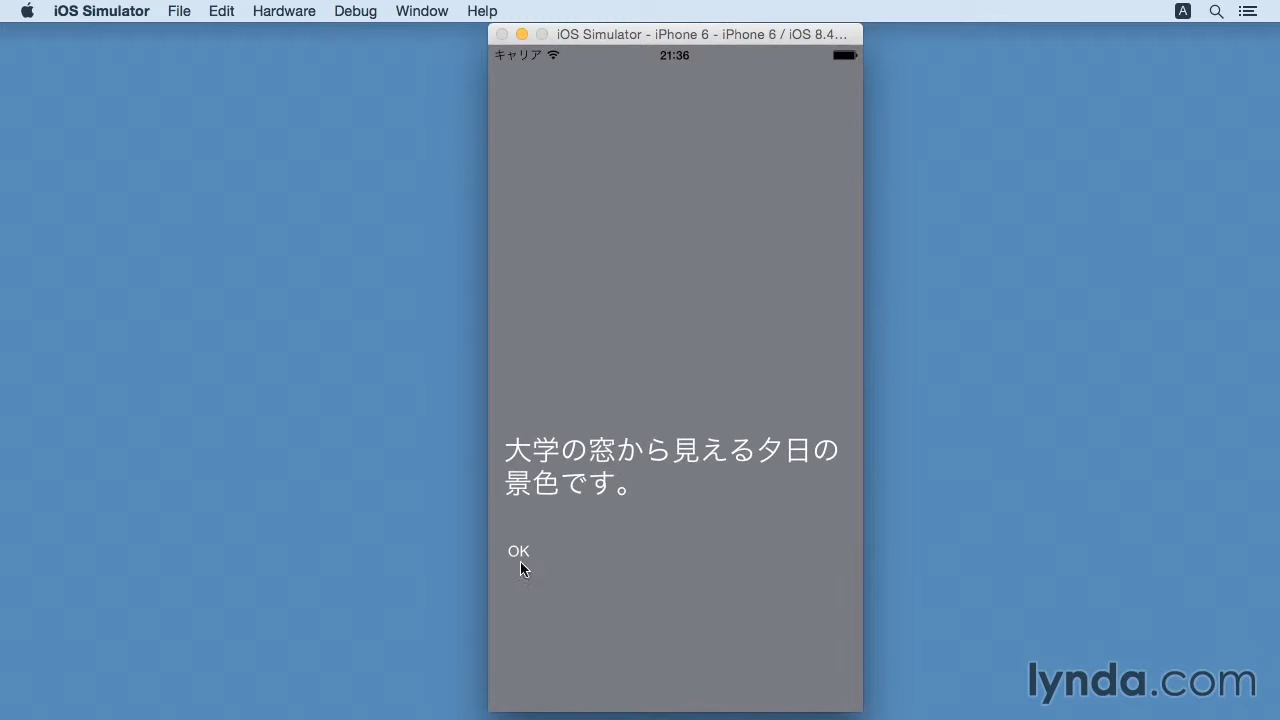 iOS Simulator File Edit Hardware Debug Window Help A
iOS Simulator - iPhone 6 - iPhone 6 / iOS 8.4...
キャリア 21:36
大学の窓から見える夕日の
景色です。
OK
lynda.com